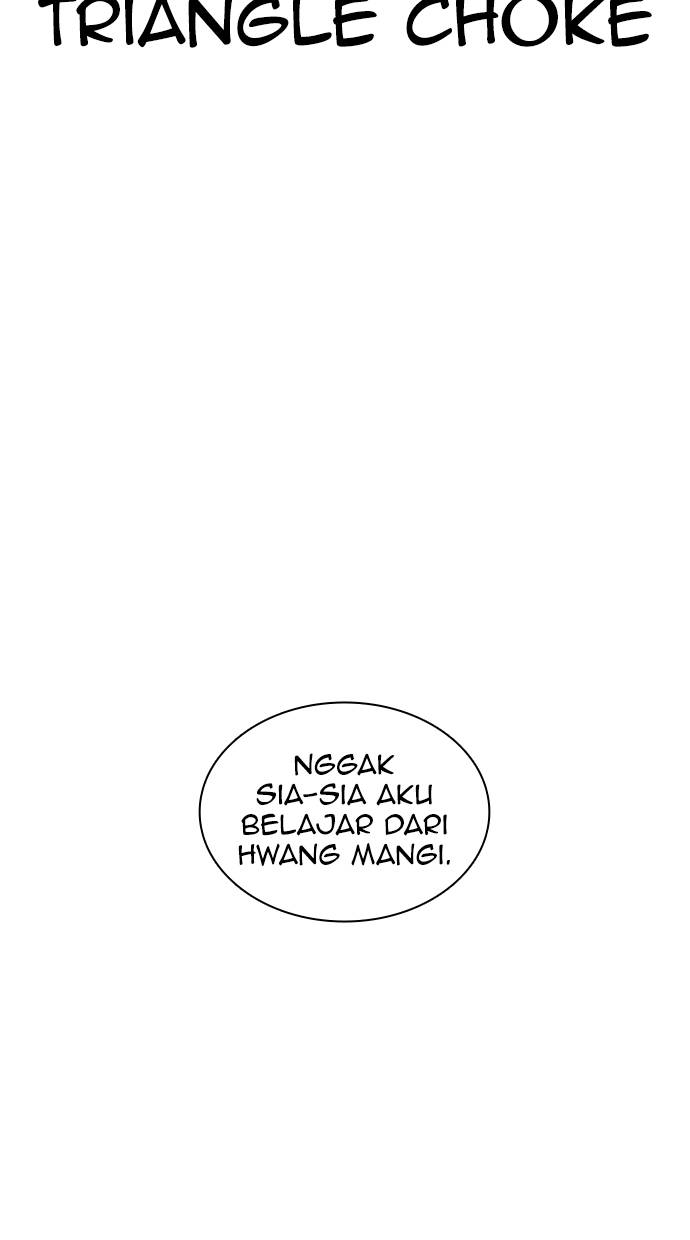 TRIANGLE CHOKE
NGGAK
SIA-SIA AKU
BELAJAR DARI
HWANG MANGI.